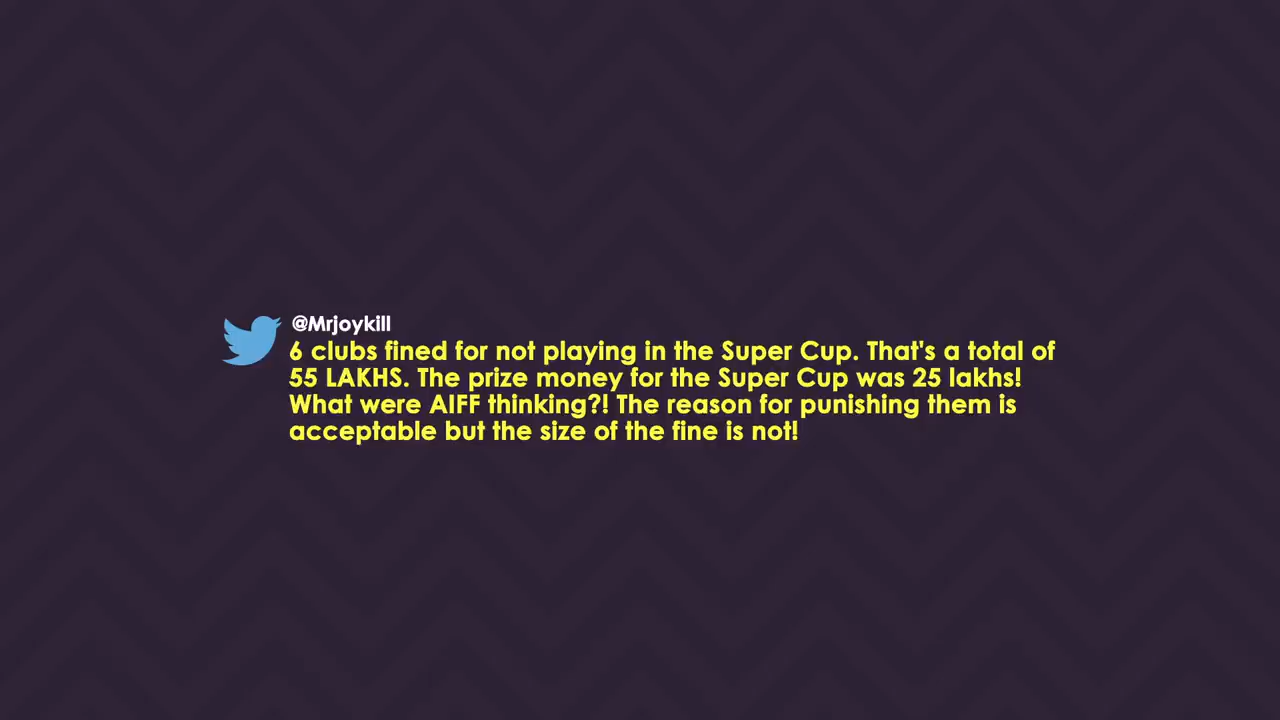 @Mrjoykill
6 clubs fined for not playing in the Super Cup. That's a total of
55 LAKHS. The prize money for the Super Cup was 25 lakhs!
What were AIFF thinking?! The reason for punishing them is
acceptable but the size of the fine is not!